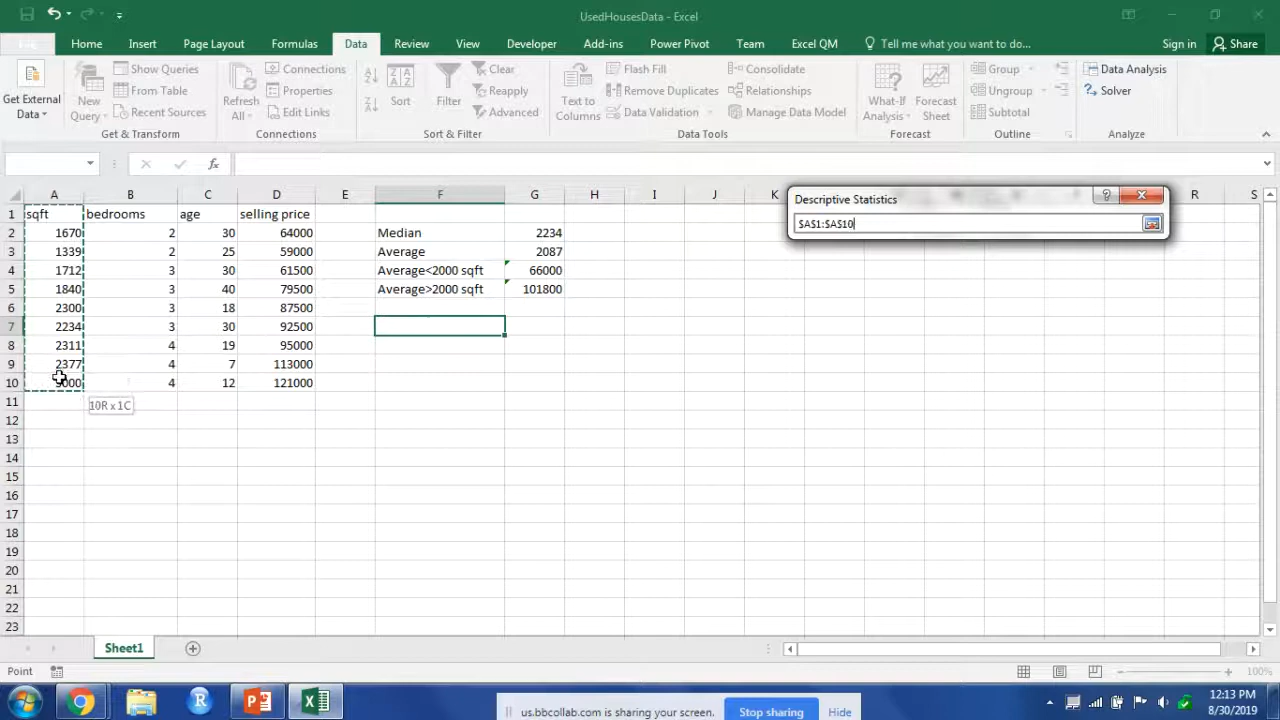 UsedHousesData - Excel
Home Insert Page Layout Formulas Data Review View Developer Add-ins Power Pivot Team Excel QM Tell me what you want to do... Sign in Share
Get External Data
New Query
Show Queries
From Table
Recent Sources
Get & Transform
Refresh All
Connections
Properties
Edit Links
Connections
Sort
Filter
Clear
Reapply
Advanced
Sort & Filter
Text to Columns
Flash Fill
Remove Duplicates
Data Validation
Consolidate
Relationships
Manage Data Model
Data Tools
What-If Analysis
Forecast Sheet
Forecast
Group
Ungroup
Subtotal
Outline
Data Analysis
Solver
Analyze
fx
A B C D E F G H I J K R S
Descriptive Statistics
$A$1:$A$10
1 sqft bedrooms age selling price
2 1670 2 30 64000 Median 2234
3 1339 2 25 59000 Average 2087
4 1712 3 30 61500 Average<2000 sqft 66000
5 1840 3 40 79500 Average>2000 sqft 101800
6 2300 3 18 87500
7 2234 3 30 92500
8 2311 4 19 95000
9 2377 4 7 113000
10 4 12 121000
11 10R x 1C
12
13
14
15
16
17
18
19
20
21
22
23
Sheet1
Point 100%
us.bbcollab.com is sharing your screen. Stop sharing Hide
12:13 PM
8/30/2019